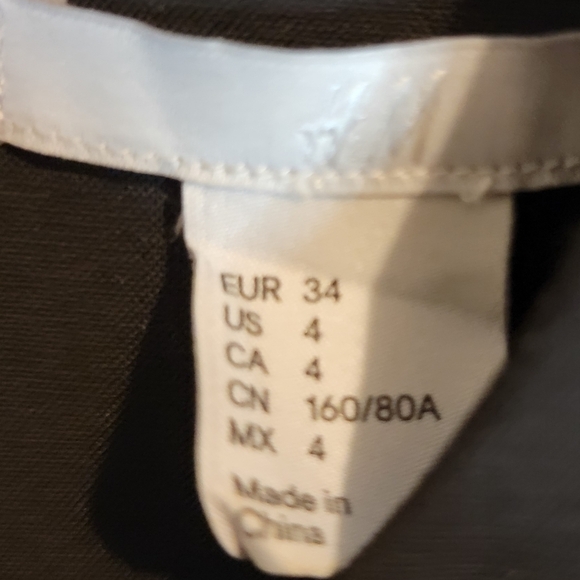 EUR 34
US 4
CA 4
CN 160/80A
MX 4
Made in
China